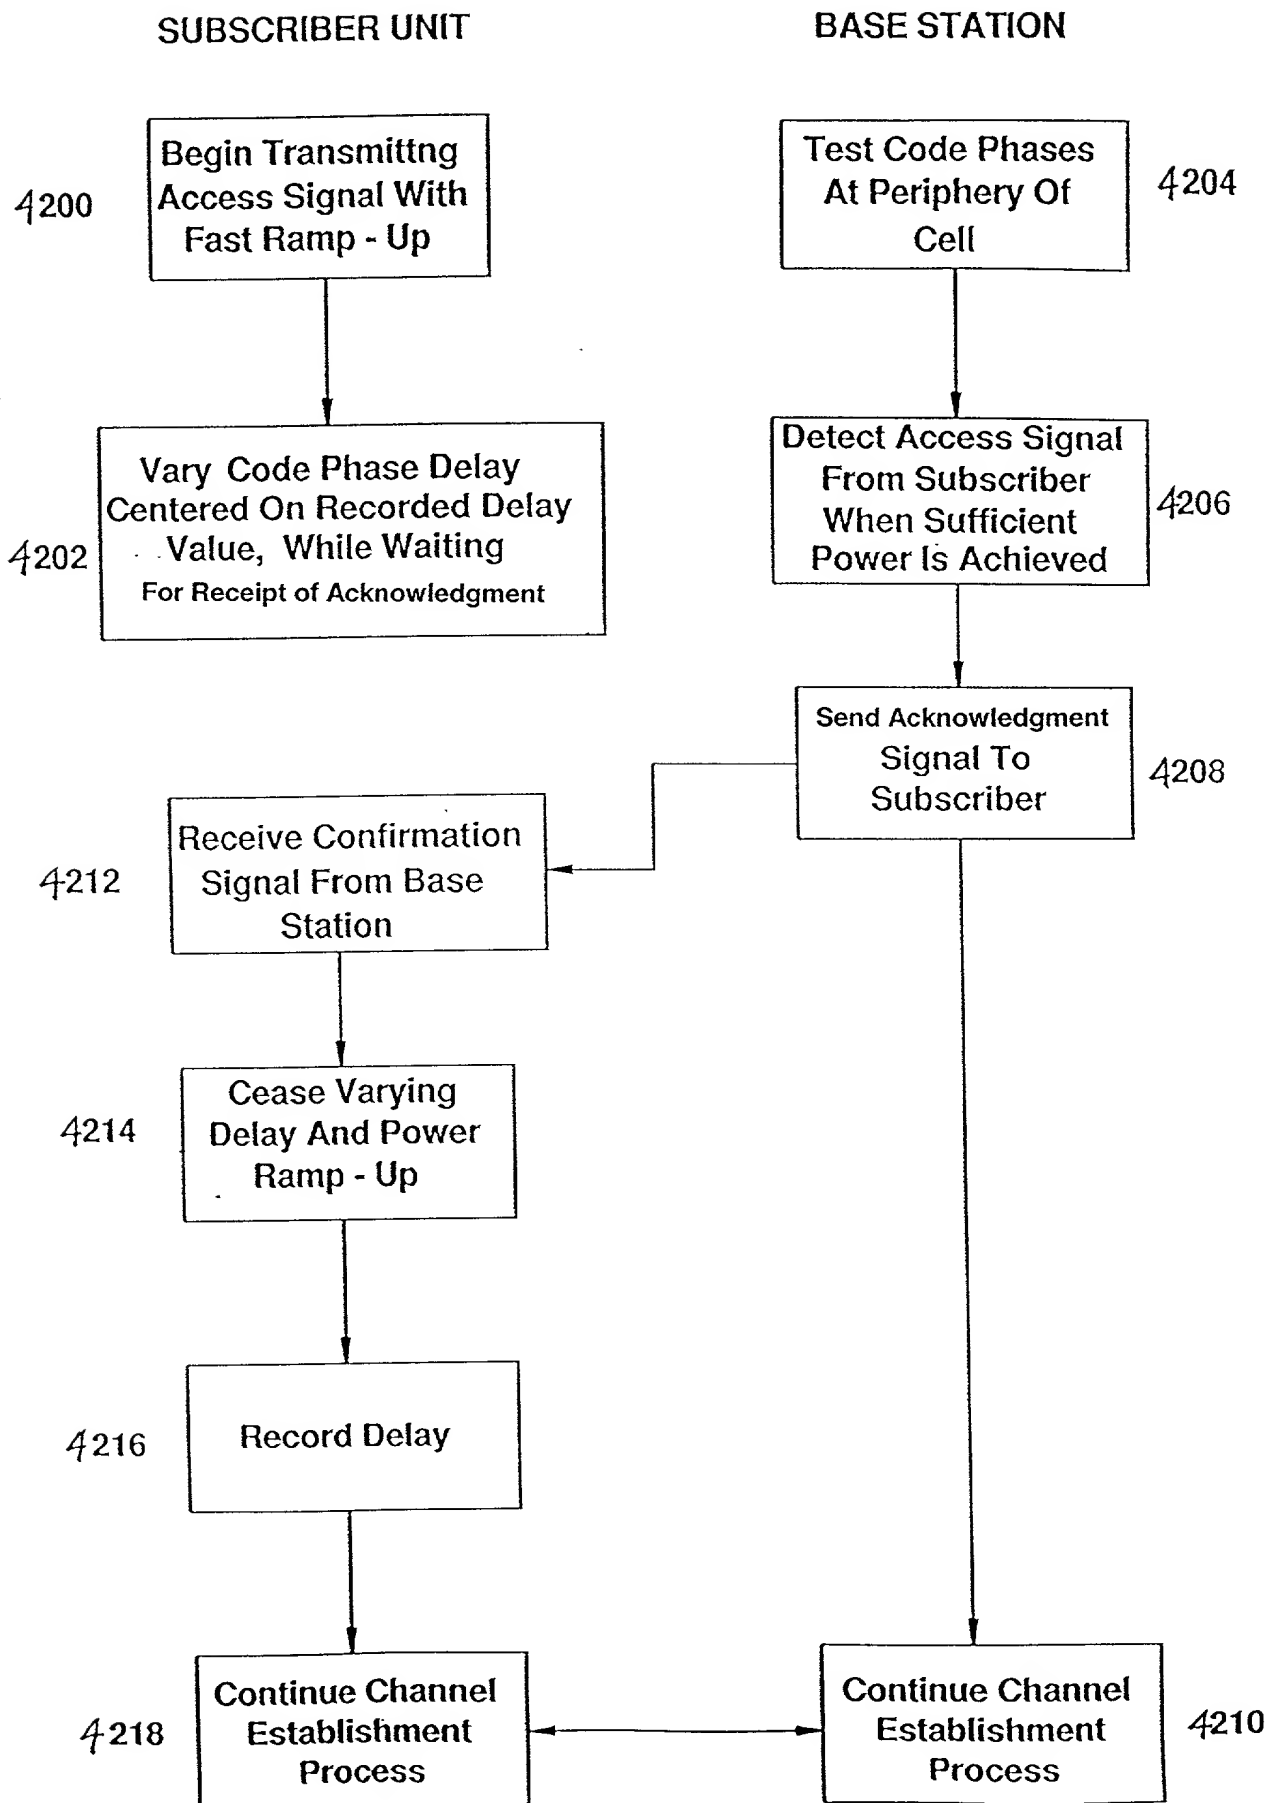 SUBSCRIBER UNIT
BASE STATION
Begin Transmittng
Access Signal With
Fast Ramp - Up
4200
Test Code Phases
At Periphery Of
Cell
4204
Vary Code Phase Delay
Centered On Recorded Delay
Value, While Waiting
For Receipt of Acknowledgment
4202
Detect Access Signal
From Subscriber
When Sufficient
Power Is Achieved
4206
Send Acknowledgment
Signal To
Subscriber
4208
Receive Confirmation
Signal From Base
Station
4212
Cease Varying
Delay And Power
Ramp - Up
4214
Record Delay
4216
Continue Channel
Establishment
Process
4218
Continue Channel
Establishment
Process
4210